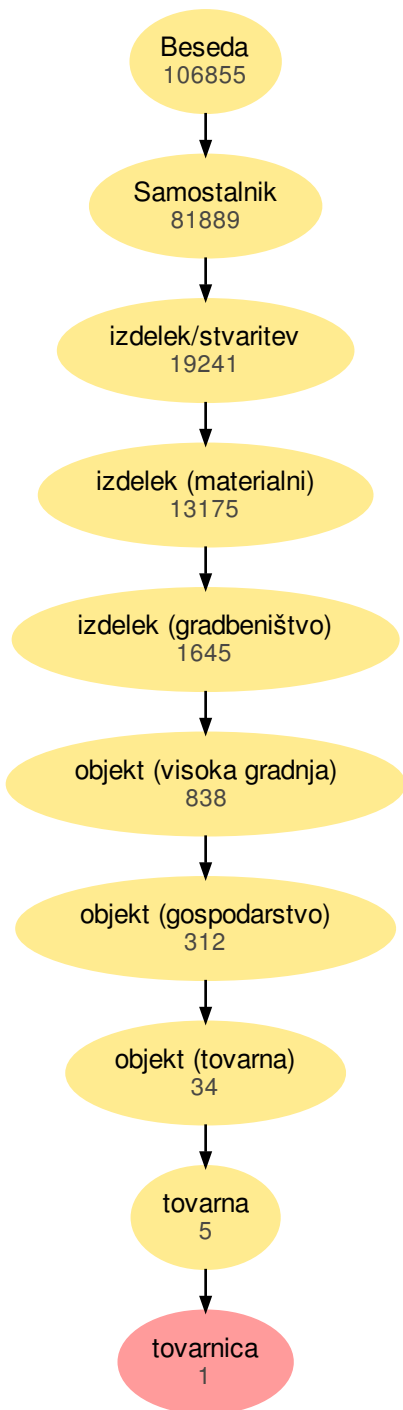 Beseda
106855
Samostalnik
81889
izdelek/stvaritev
19241
izdelek (materialni)
13175
izdelek (gradbeništvo)
1645
objekt (visoka gradnja)
838
objekt (gospodarstvo)
312
objekt (tovarna)
34
tovarna
5
tovarnica
1